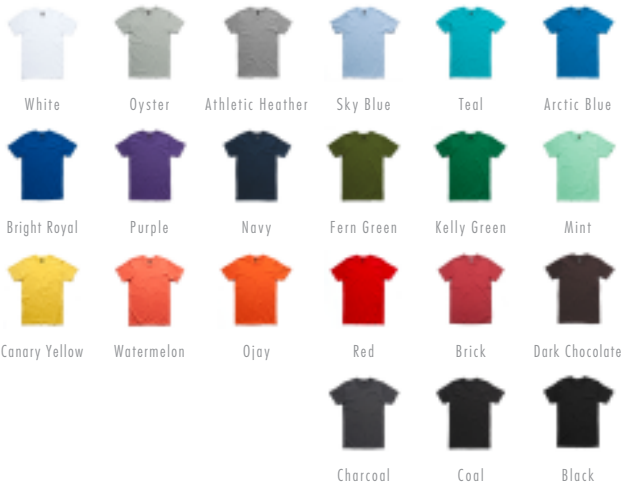 White Oyster Athletic Heather Sky Blue Teal Arctic Blue
Bright Royal Purple Navy Fern Green Kelly Green Mint
Canary Yellow Watermelon Ojay Red Brick Dark Chocolate
Charcoal Coal Black